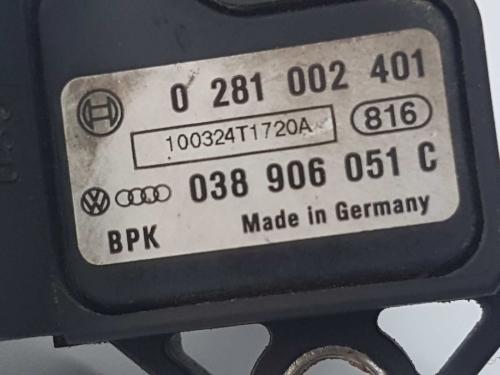 0 281 002 401
100324T1720A 816
038 906 051 C
BPK Made in Germany